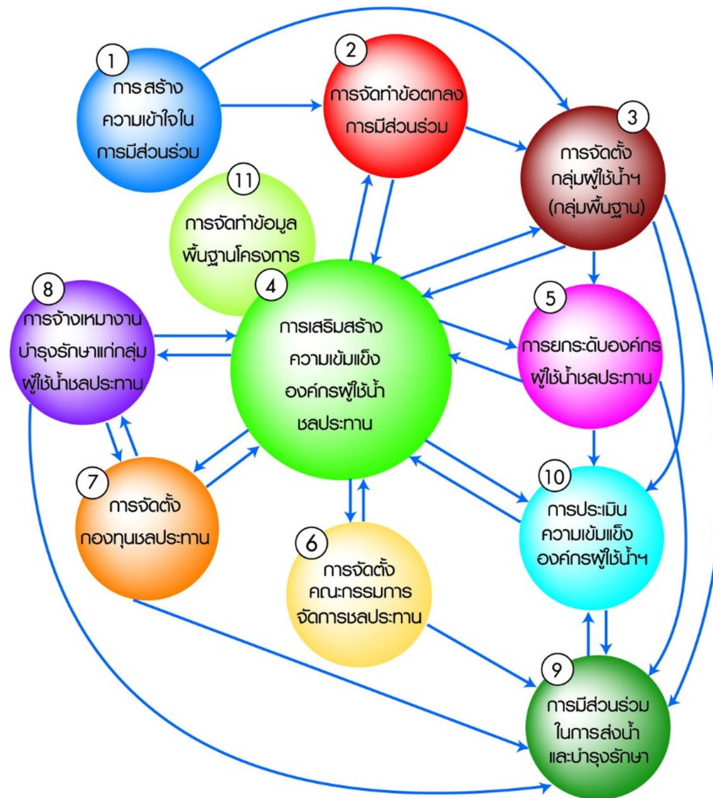 1
การสร้าง
ความเข้าใจใน
การมีส่วนร่วม
2
การจัดทำข้อตกลง
การมีส่วนร่วม
3
การจัดตั้ง
กลุ่มผู้ใช้น้ำฯ
(กลุ่มพื้นฐาน)
11
การจัดทำข้อมูล
พื้นฐานโครงการ
4
การเสริมสร้าง
ความเข้มแข็ง
องค์กรผู้ใช้น้ำ
ชลประทาน
8
การจ้างเหมางาน
บำรุงรักษาแก่กลุ่ม
ผู้ใช้น้ำชลประทาน
5
การยกระดับองค์กร
ผู้ใช้น้ำชลประทาน
7
การจัดตั้ง
กองทุนชลประทาน
10
การประเมิน
ความเข้มแข็ง
องค์กรผู้ใช้น้ำฯ
6
การจัดตั้ง
คณะกรรมการ
จัดการชลประทาน
9
การมีส่วนร่วม
ในการส่งน้ำ
และบำรุงรักษา